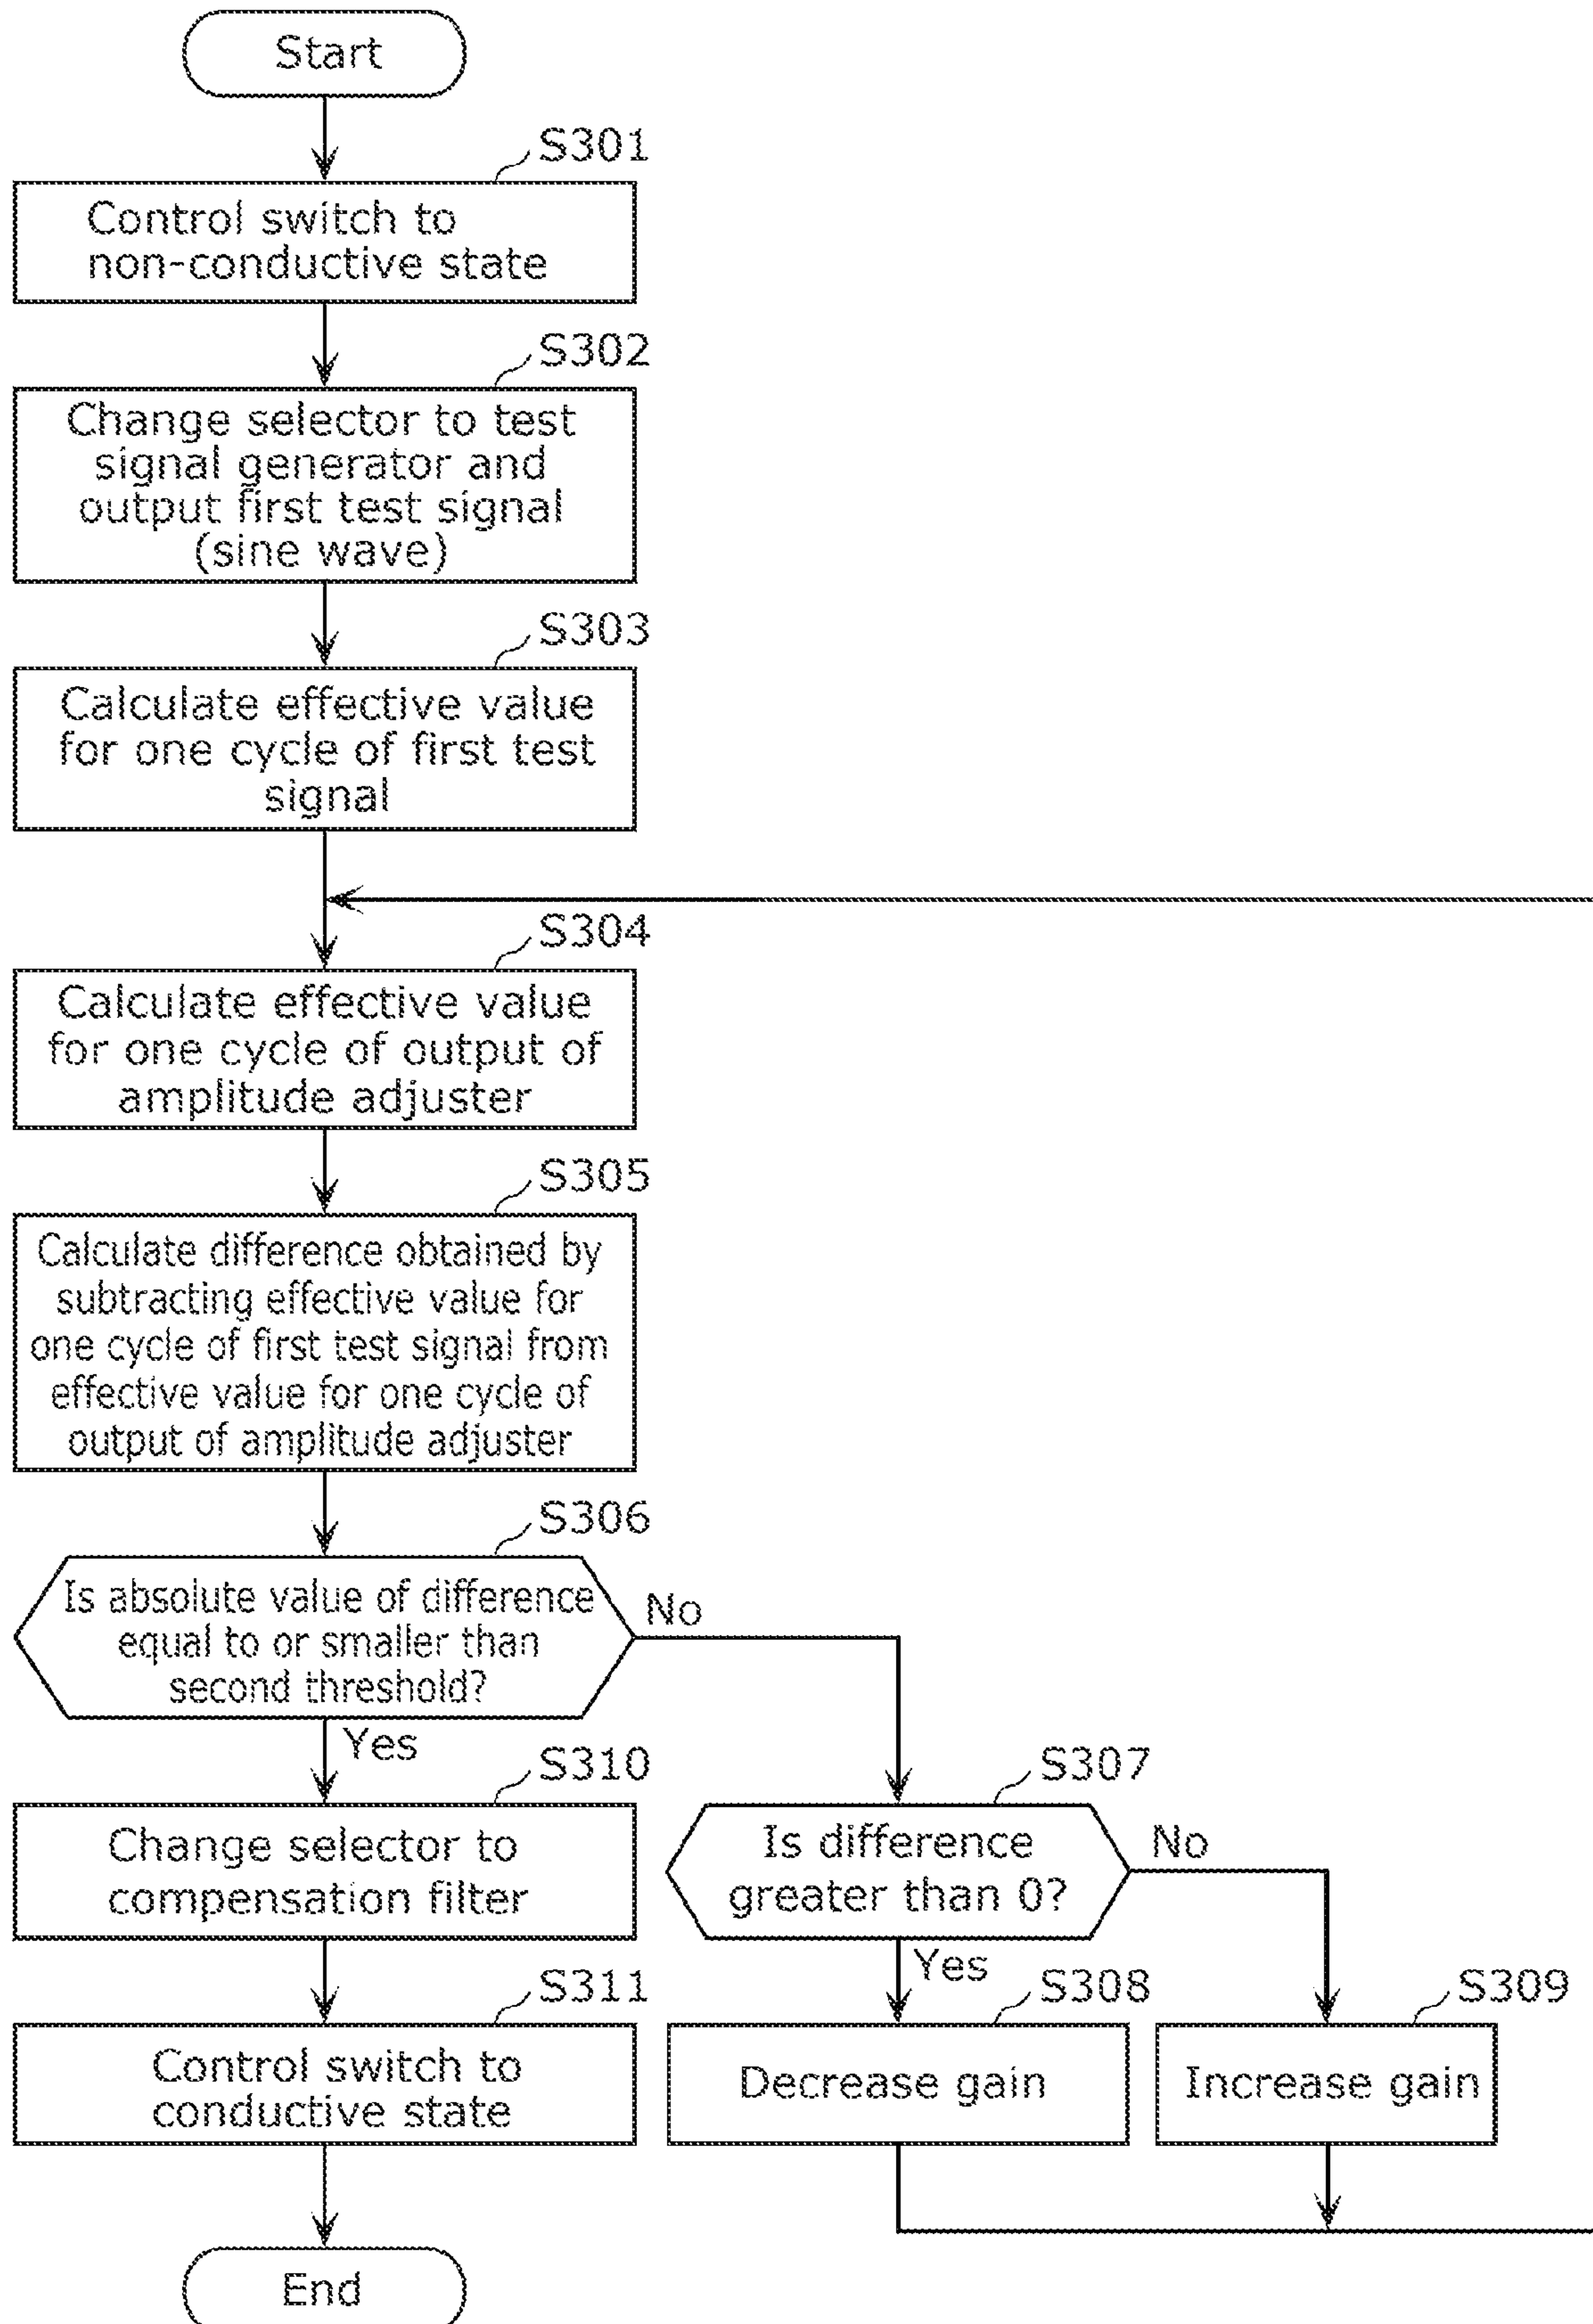 Start
S301
Control switch to
non-conductive state
S302
Change selector to test
signal generator and
output first test signal
(sine wave)
S303
Calculate effective value
for one cycle of first test
signal
S304
Calculate effective value
for one cycle of output of
amplitude adjuster
S305
Calculate difference obtained by
subtracting effective value for
one cycle of first test signal from
effective value for one cycle of
output of amplitude adjuster
S306
Is absolute value of difference
equal to or smaller than
second threshold?
No
Yes
S310
Change selector to
compensation filter
S307
Is difference
greater than 0?
No
Yes
S311
Control switch to
conductive state
S308
Decrease gain
S309
Increase gain
End